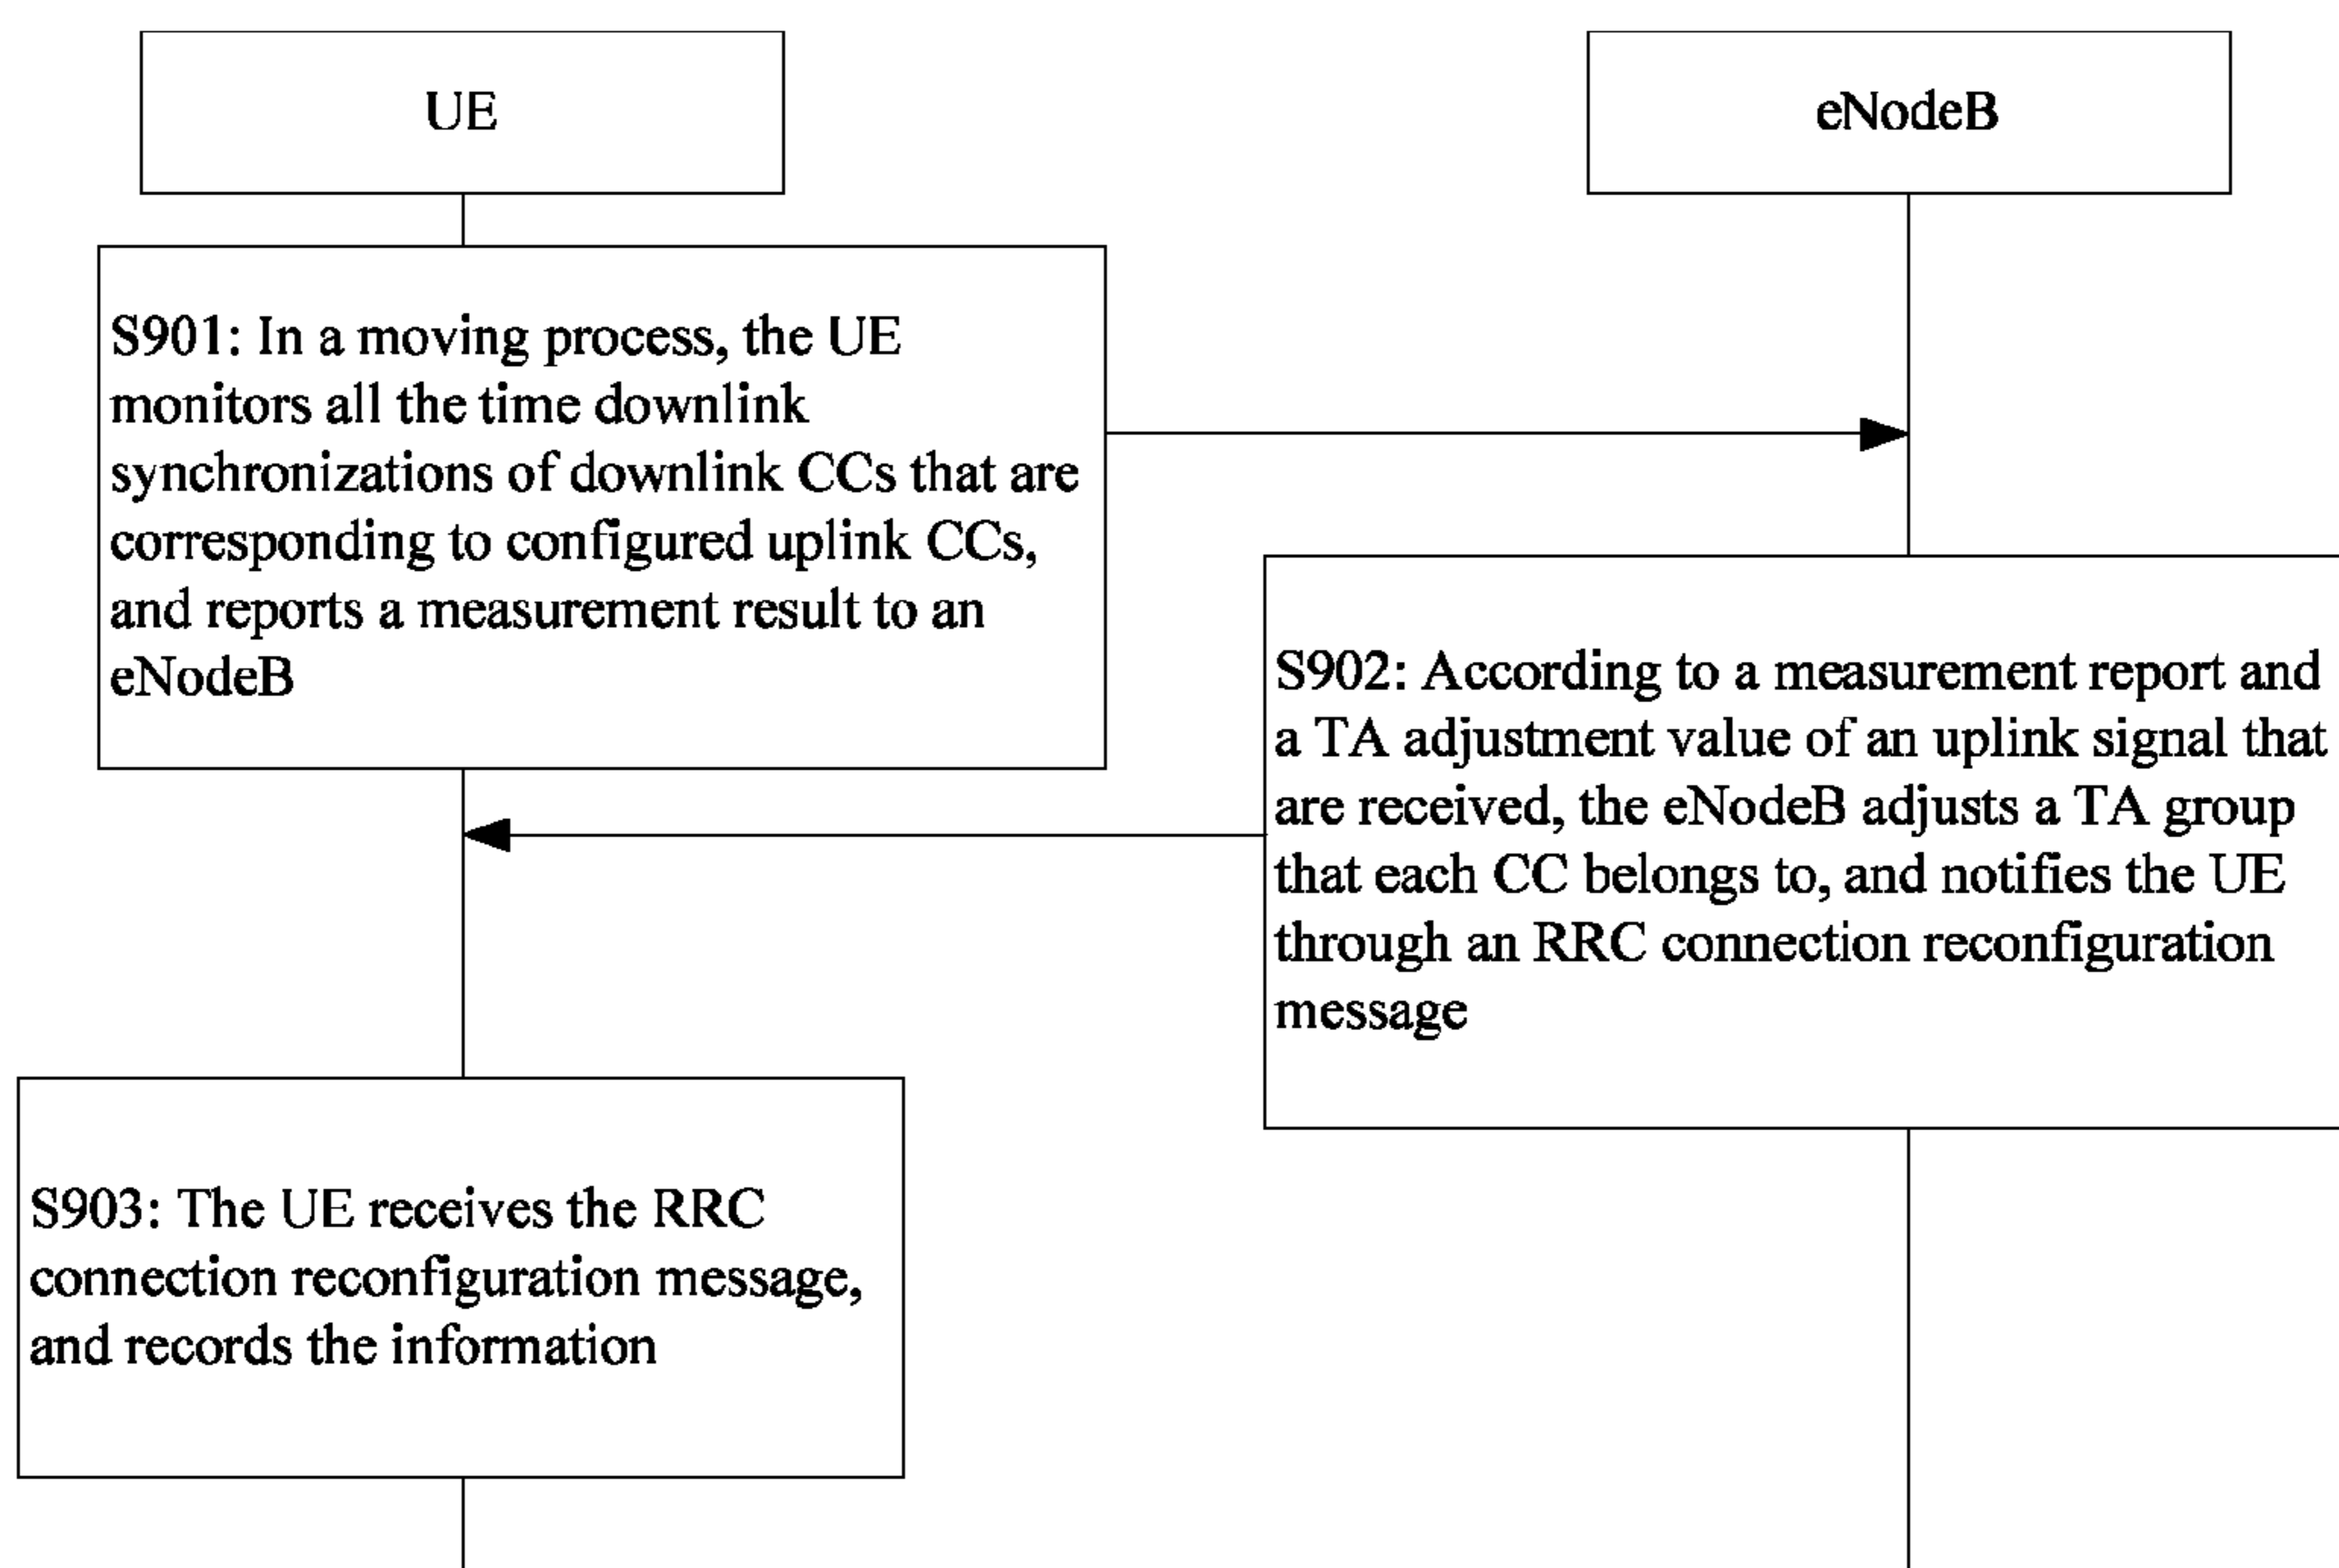 UE
eNodeB
S901: In a moving process, the UE
monitors all the time downlink
synchronizations of downlink CCs that are
corresponding to configured uplink CCs,
and reports a measurement result to an
eNodeB
S902: According to a measurement report and
a TA adjustment value of an uplink signal that
are received, the eNodeB adjusts a TA group
that each CC belongs to, and notifies the UE
through an RRC connection reconfiguration
message
S903: The UE receives the RRC
connection reconfiguration message,
and records the information